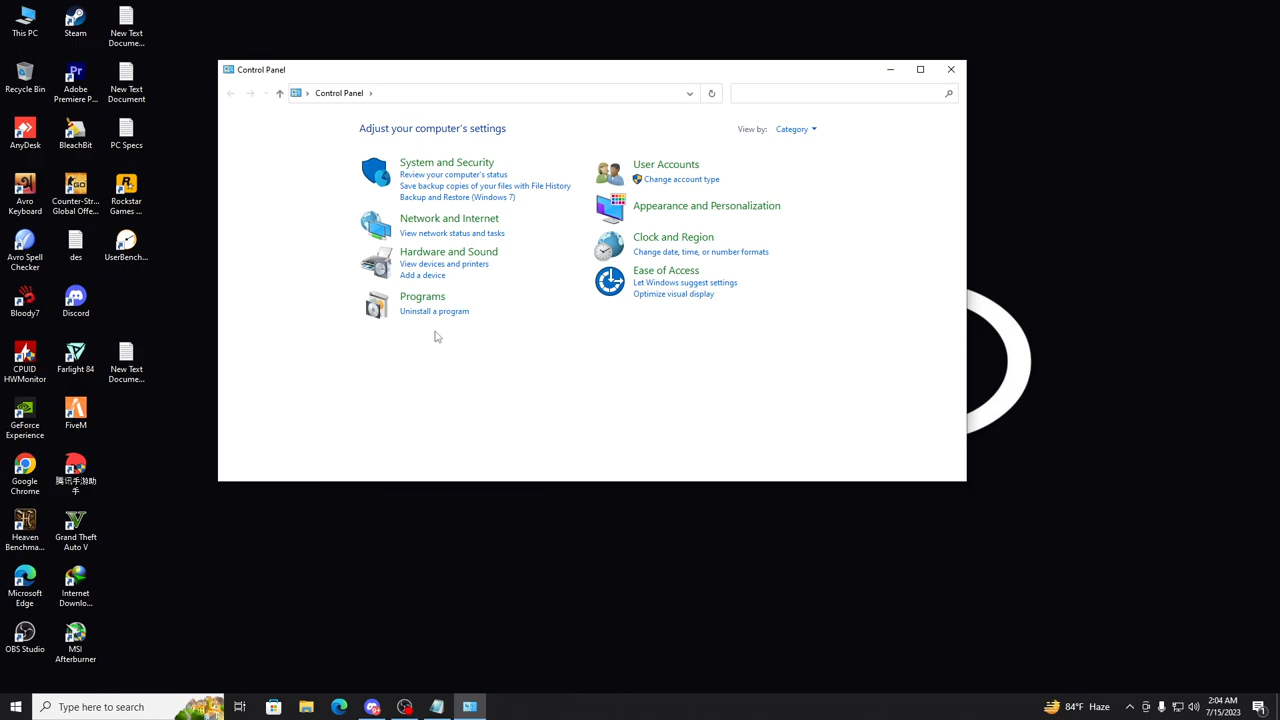 This PC
Steam
New Text
Docume...
Recycle Bin
Adobe
Premiere P...
New Text
Document
AnyDesk
BleachBit
PC Specs
Avro
Keyboard
Counter-Str...
Global Offe...
Rockstar
Games ...
Avro Spell
Checker
des
UserBench...
Bloody7
Discord
CPUID
HWMonitor
Farlight 84
New Text
Docume...
GeForce
Experience
FiveM
Google
Chrome
腾讯手游助
手
Heaven
Benchma...
Grand Theft
Auto V
Microsoft
Edge
Internet
Downlo...
OBS Studio
MSI
Afterburner
Control Panel
Control Panel
Adjust your computer's settings
View by: Category
System and Security
Review your computer's status
Save backup copies of your files with File History
Backup and Restore (Windows 7)
Network and Internet
View network status and tasks
Hardware and Sound
View devices and printers
Add a device
Programs
Uninstall a program
User Accounts
Change account type
Appearance and Personalization
Clock and Region
Change date, time, or number formats
Ease of Access
Let Windows suggest settings
Optimize visual display
Type here to search
84°F Haze
2:04 AM
7/15/2023